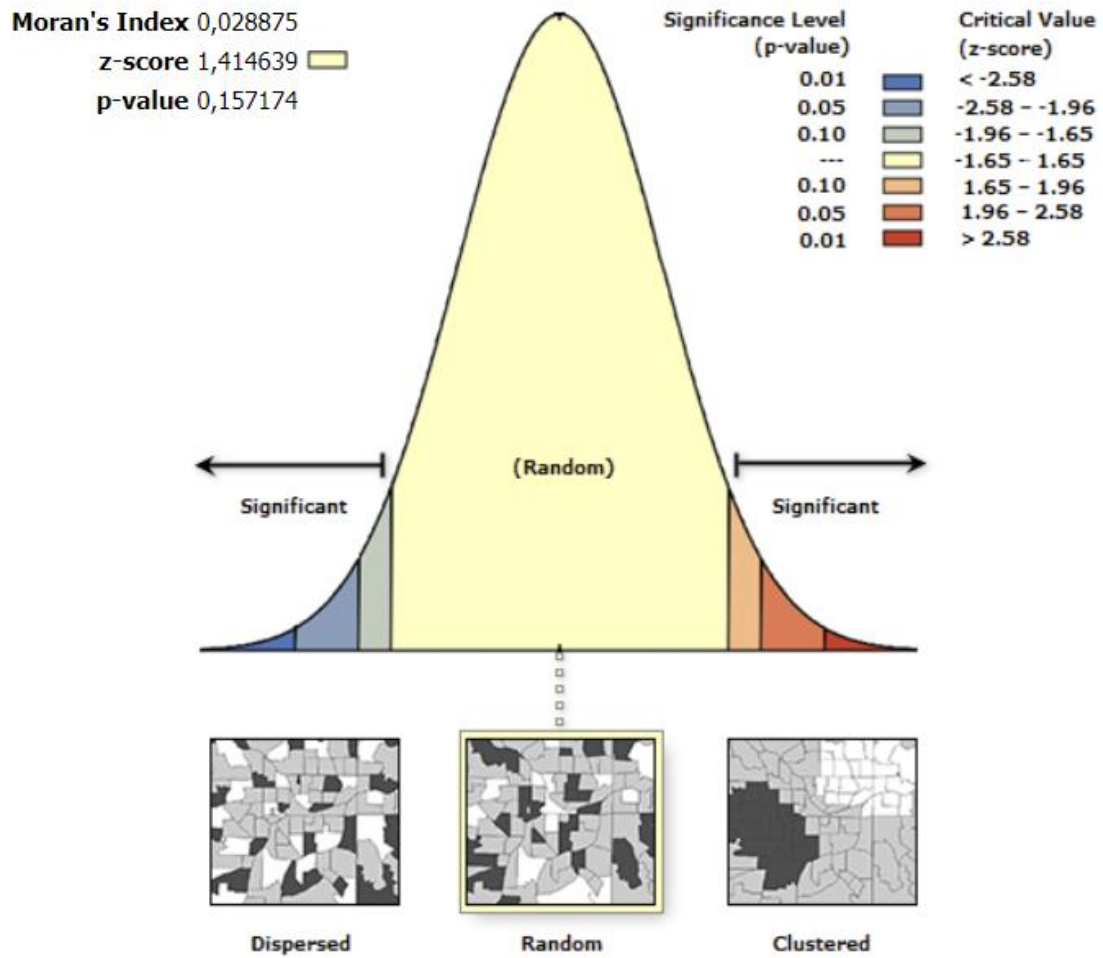 Moran's Index 0,028875
z-score 1,414639
p-value 0,157174
Significance Level
(p-value)
Critical Value
(z-score)
0.01 < -2.58
0.05 -2.58 – -1.96
0.10 -1.96 – -1.65
--- -1.65 – 1.65
0.10 1.65 – 1.96
0.05 1.96 – 2.58
0.01 > 2.58
(Random)
Significant
Significant
Dispersed
Random
Clustered